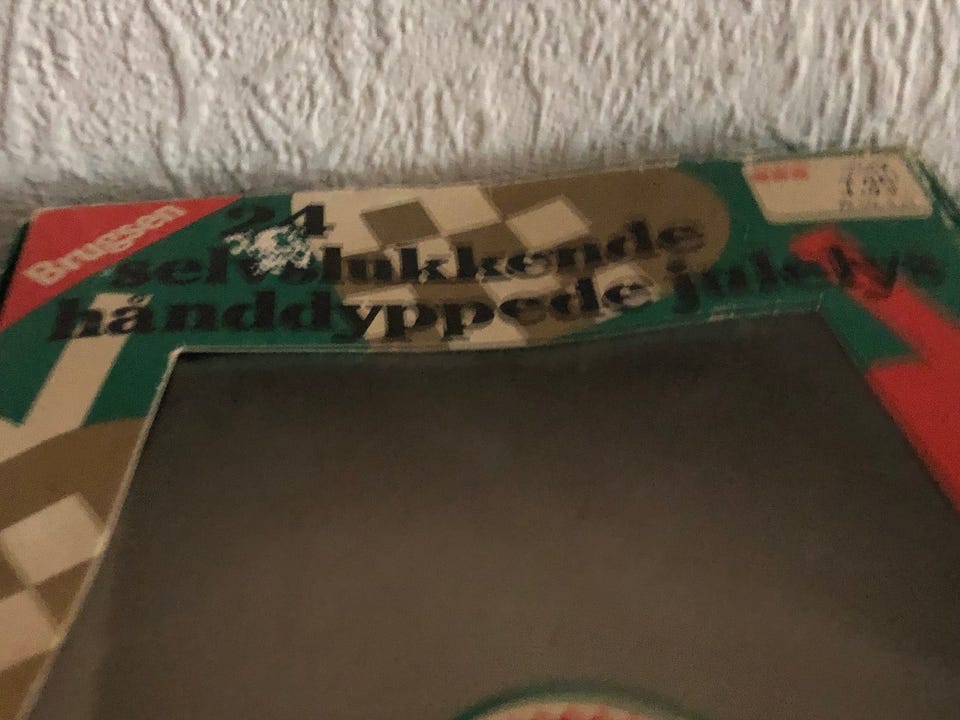 Brugsen
24
selvslukkende
hånddyppede julelys